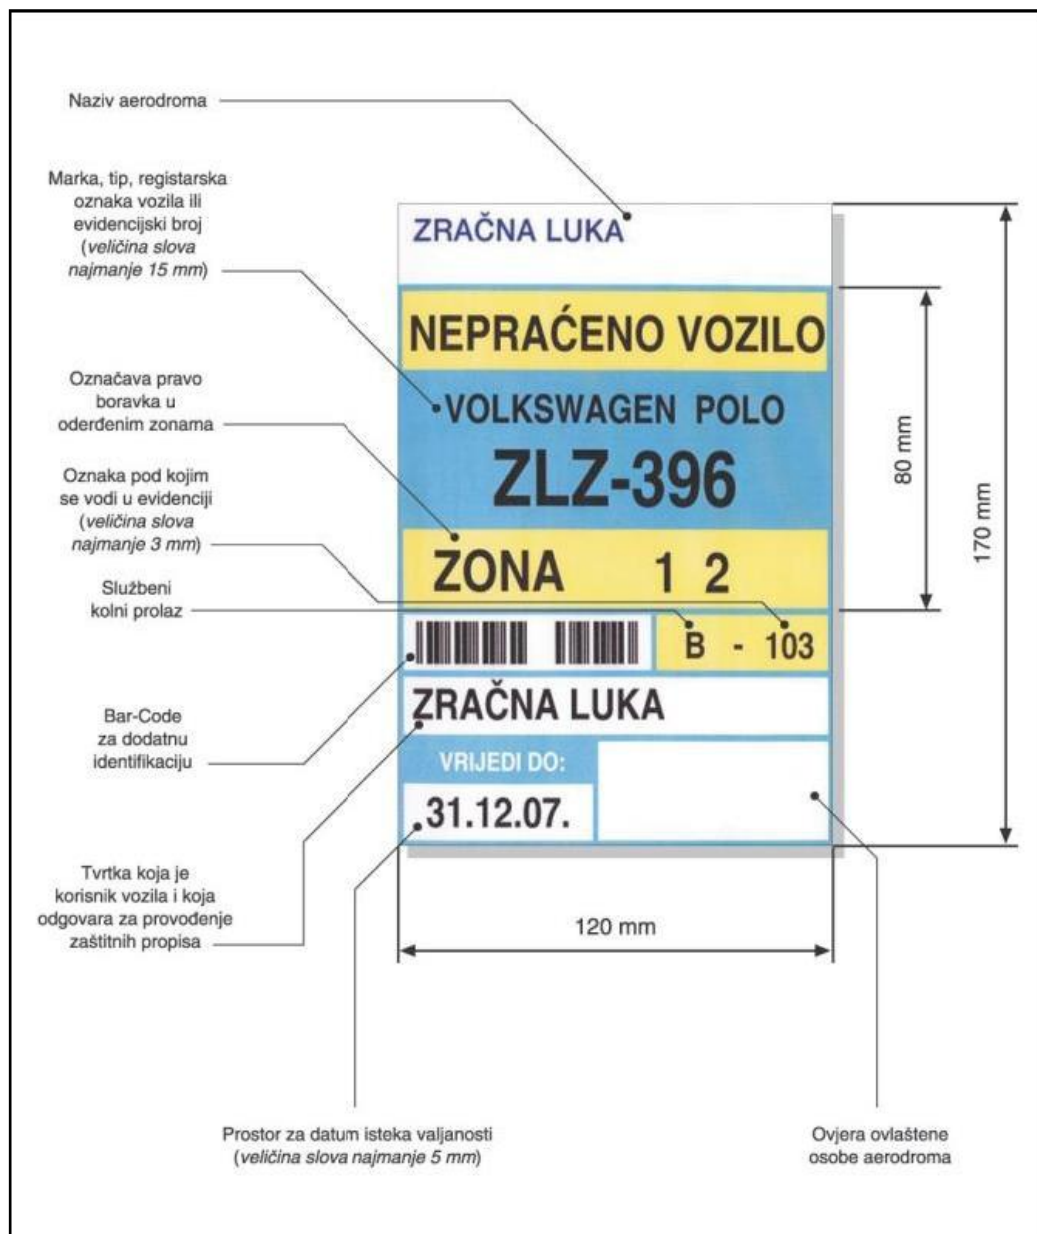 Naziv aerodroma
Marka, tip, registarska
oznaka vozila ili
evidencijski broj
(veličina slova
najmanje 15 mm)
Označava pravo
boravka u
oderđenim zonama
Oznaka pod kojim
se vodi u evidenciji
(veličina slova
najmanje 3 mm)
Službeni
kolni prolaz
Bar-Code
za dodatnu
identifikaciju
Tvrtka koja je
korisnik vozila i koja
odgovara za provođenje
zaštitnih propisa
ZRAČNA LUKA
NEPRAĆENO VOZILO
VOLKSWAGEN POLO
ZLZ-396
ZONA 1 2
B - 103
ZRAČNA LUKA
VRIJEDI DO:
31.12.07.
80 mm
170 mm
120 mm
Prostor za datum isteka valjanosti
(veličina slova najmanje 5 mm)
Ovjera ovlaštene
osobe aerodroma